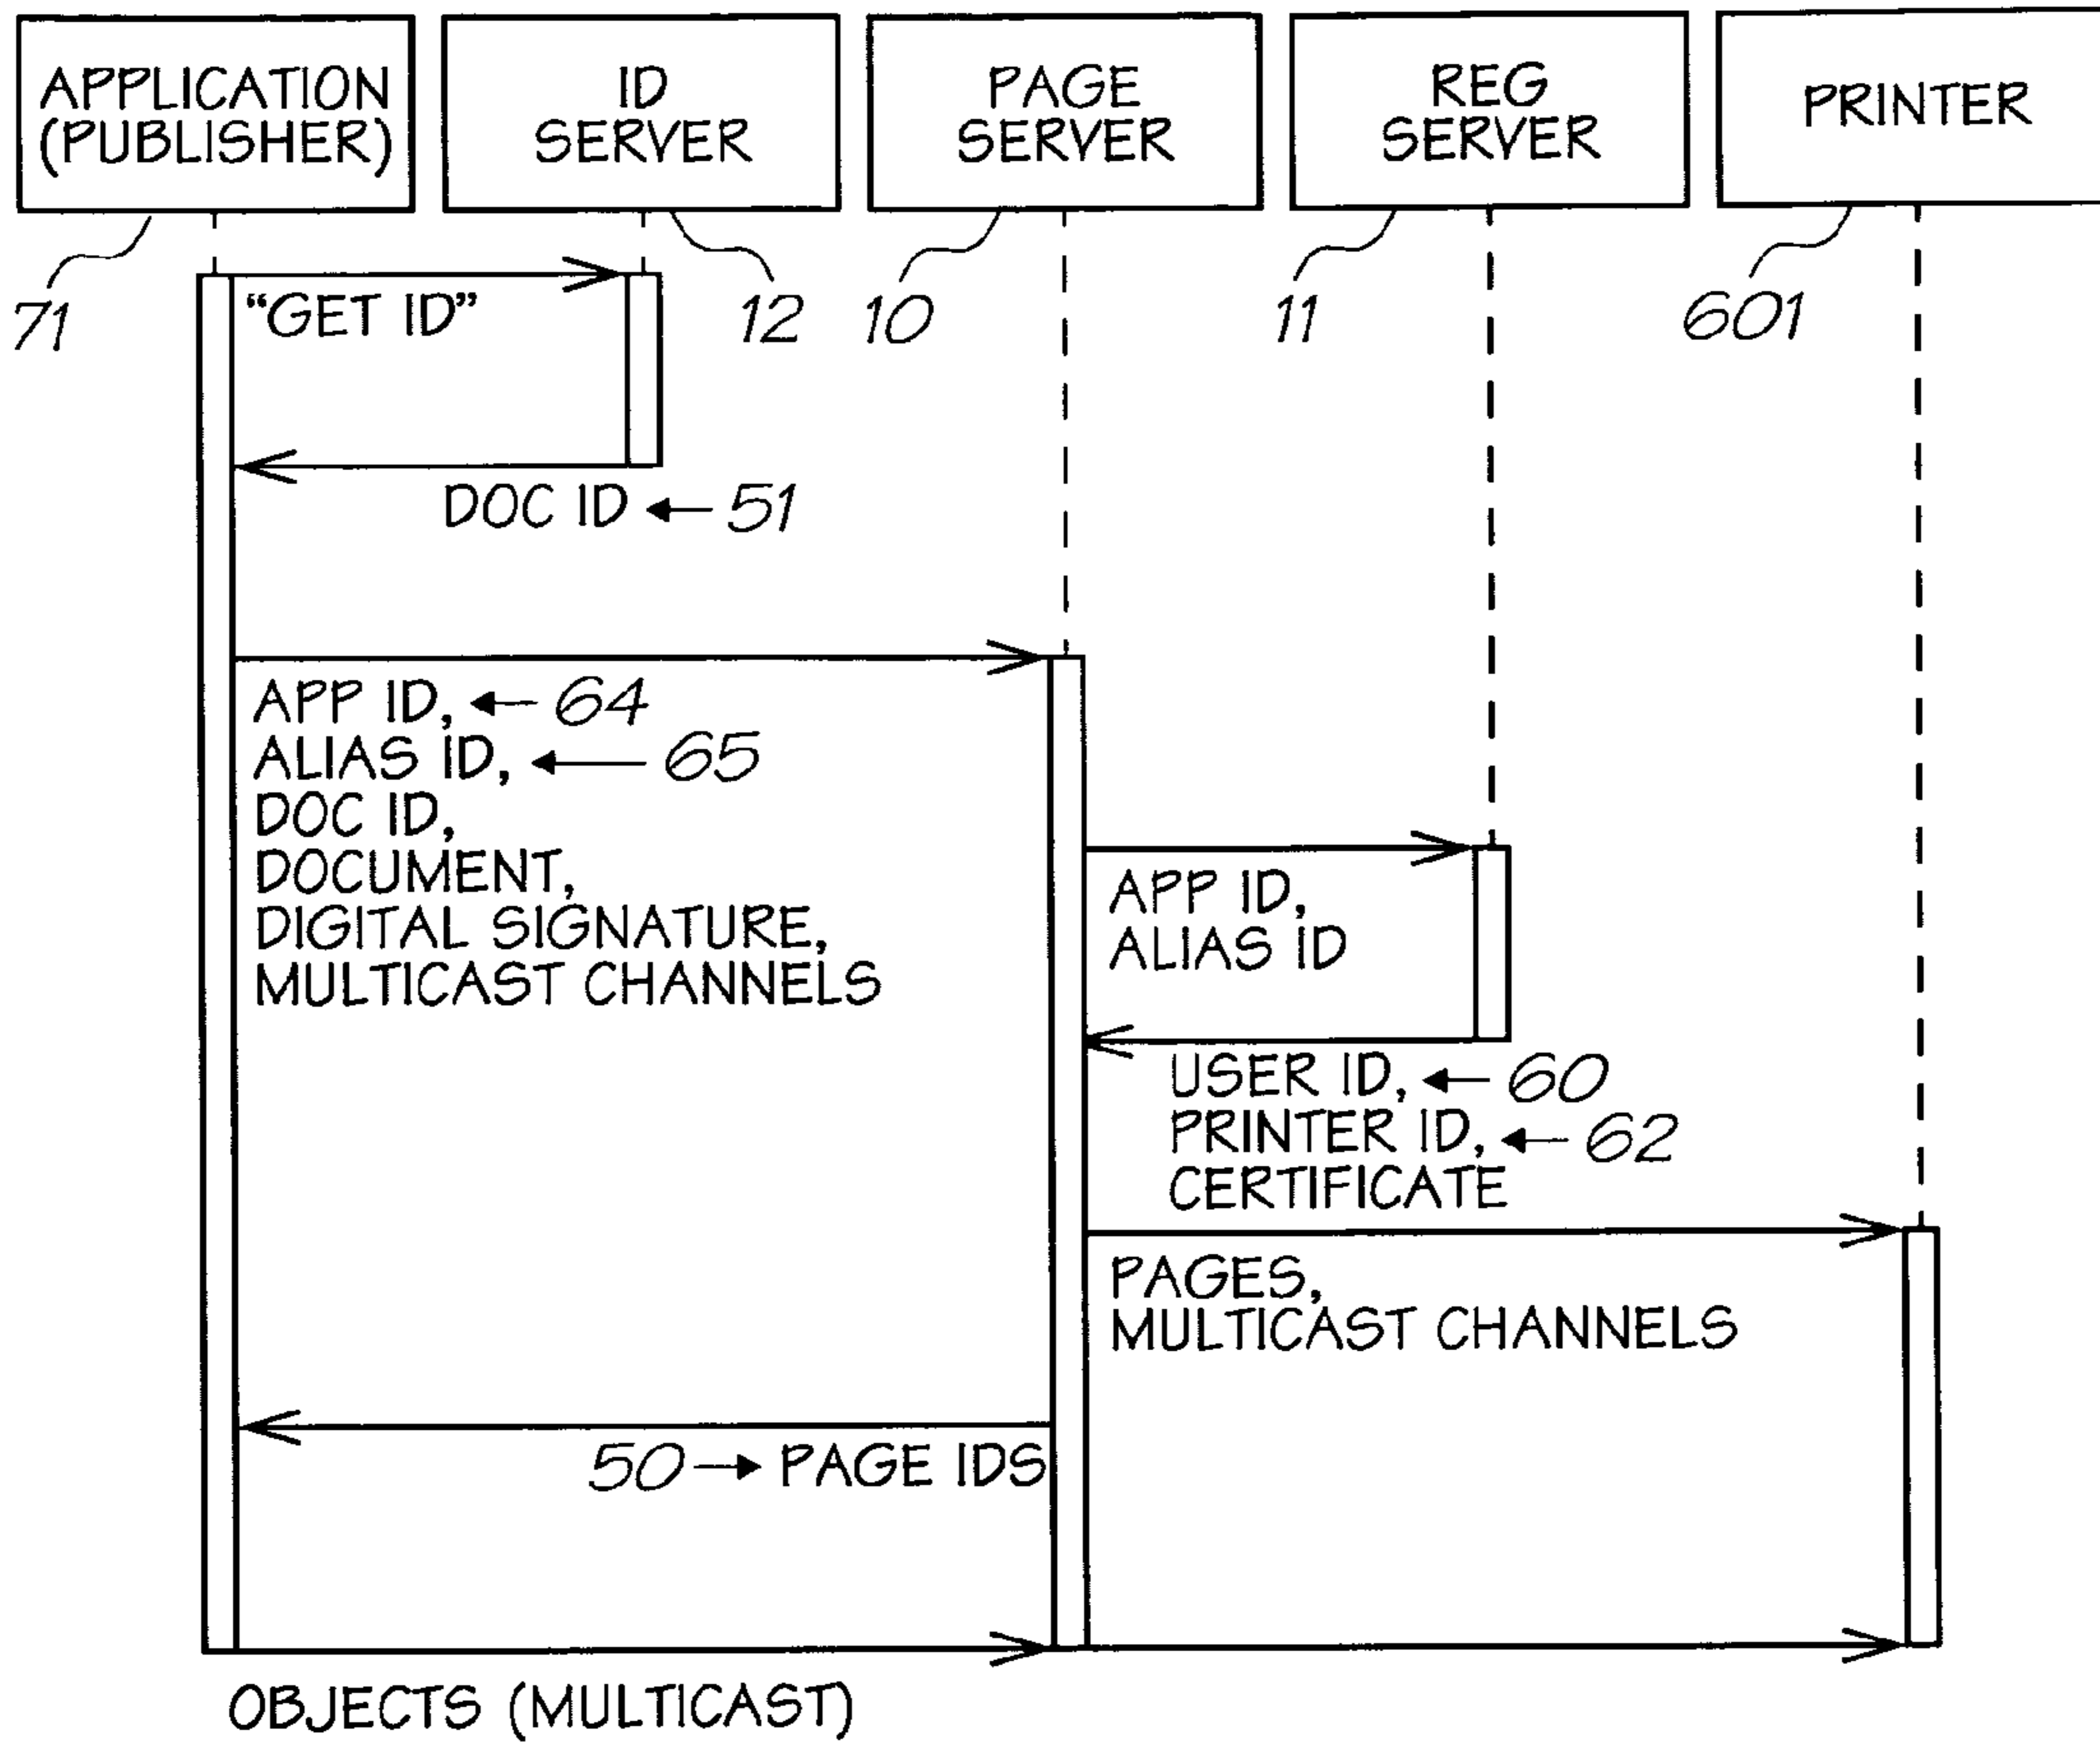 APPLICATION
(PUBLISHER)
ID
SERVER
PAGE
SERVER
REG
SERVER
PRINTER
71
12
10
11
601
"GET ID"
DOC ID 51
APP ID, 64
ALIAS ID, 65
DOC ID,
DOCUMENT,
DIGITAL SIGNATURE,
MULTICAST CHANNELS
APP ID,
ALIAS ID
USER ID, 60
PRINTER ID, 62
CERTIFICATE
PAGES,
MULTICAST CHANNELS
50 PAGE IDS
OBJECTS (MULTICAST)